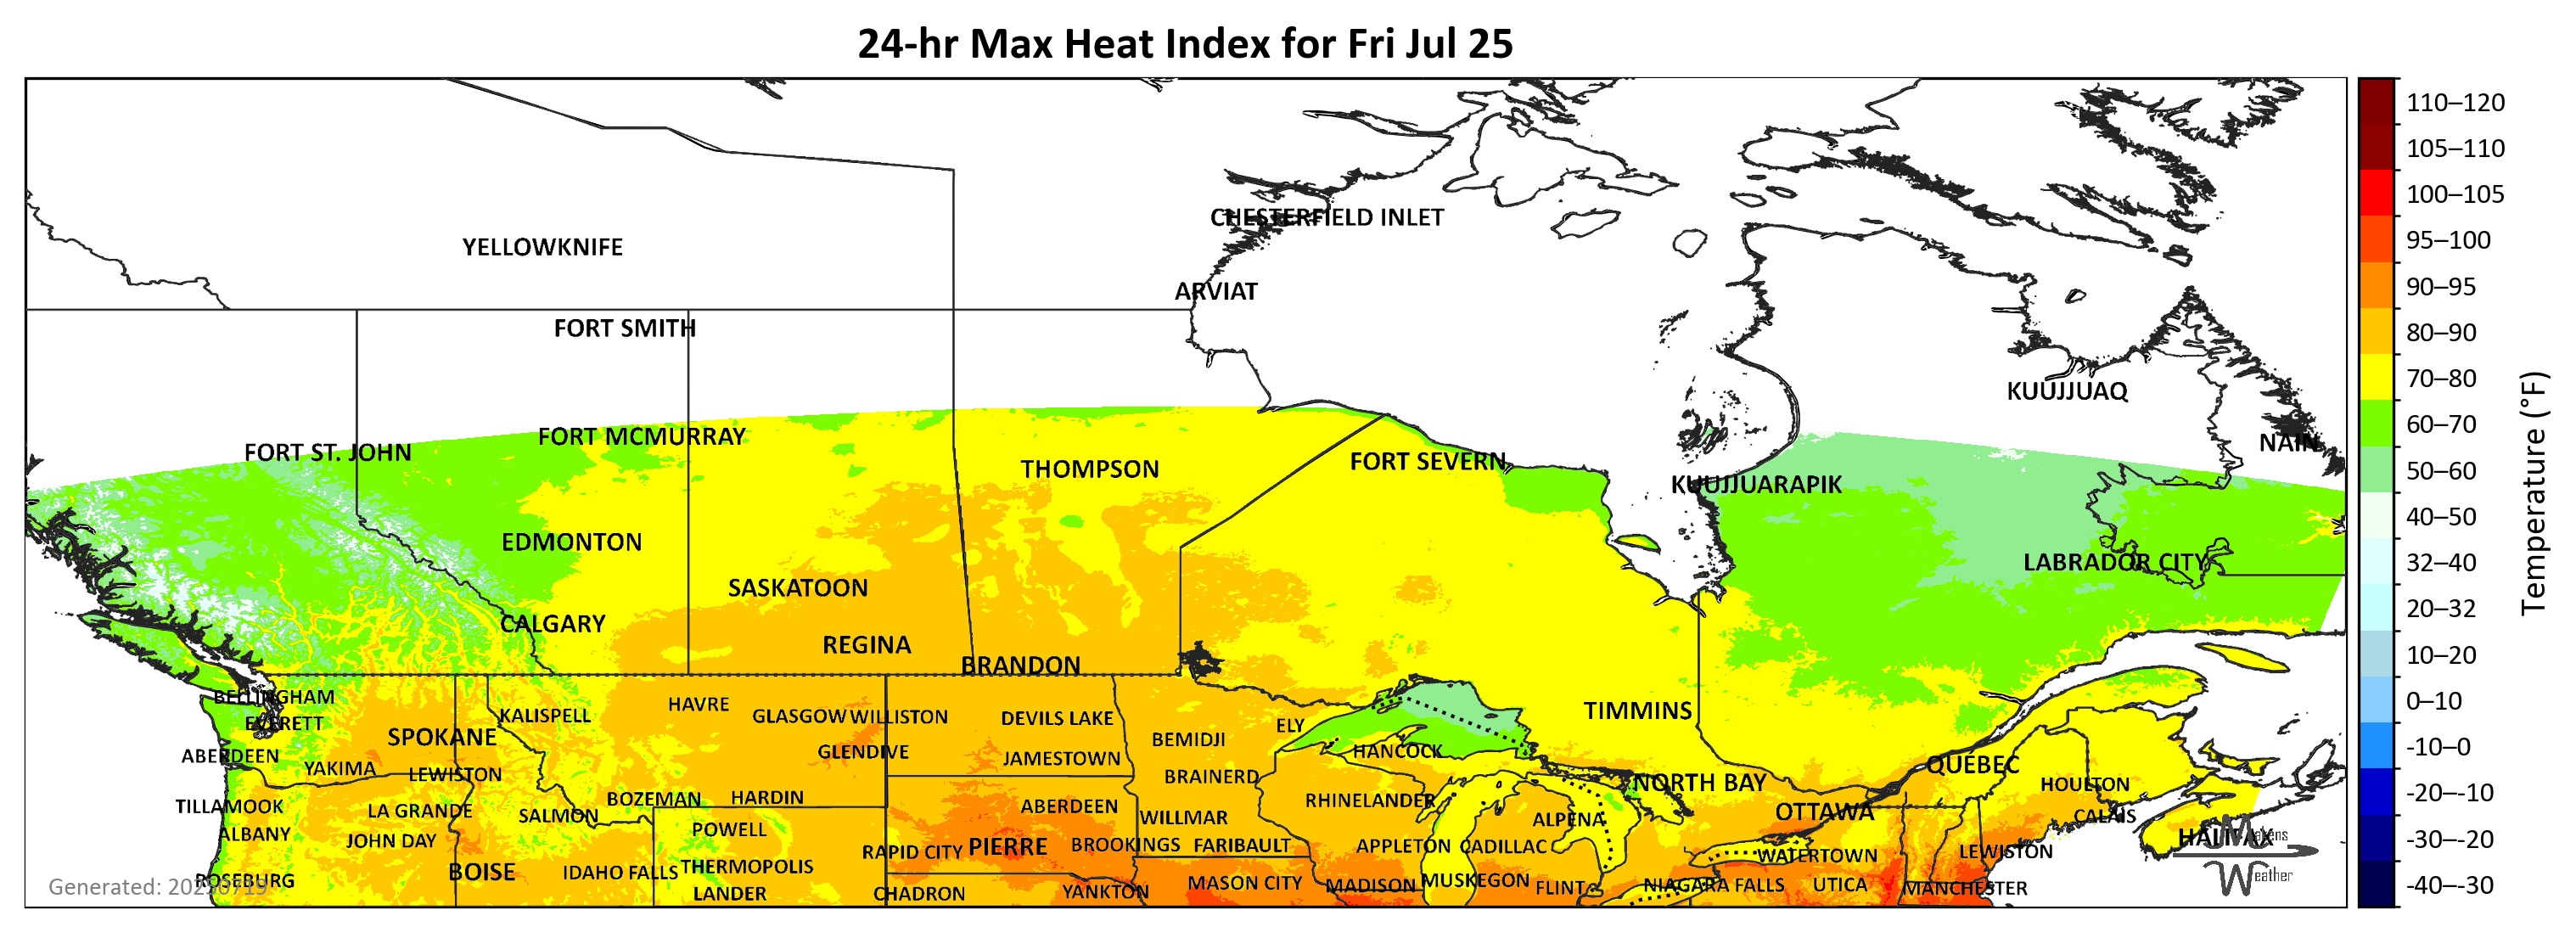 24-hr Max Heat Index for Fri Jul 25
110–120
105–110
100–105
95–100
90–95
80–90
70–80
60–70
50–60
40–50
32–40
20–32
10–20
0–10
-10–0
-20–-10
-30–-20
-40–-30
Temperature (°F)
CHESTERFIELD INLET
YELLOWKNIFE
ARVIAT
FORT SMITH
KUUJJUAQ
FORT MCMURRAY
NAIN
FORT ST. JOHN
FORT SEVERN
THOMPSON
KUUJJUARAPIK
EDMONTON
LABRADOR CITY
SASKATOON
CALGARY
REGINA
BRANDON
BELLINGHAM
HAVRE
TIMMINS
KALISPELL
GLASGOW
WILLISTON
DEVILS LAKE
EVERETT
ELY
SPOKANE
BEMIDJI
GLENDIVE
HANCOCK
ABERDEEN
JAMESTOWN
QUÉBEC
YAKIMA
LEWISTON
BRAINERD
NORTH BAY
HOULTON
BOZEMAN
HARDIN
RHINELANDER
TILLAMOOK
ABERDEEN
LA GRANDE
SALMON
OTTAWA
CALAIS
WILLMAR
ALPENA
POWELL
ALBANY
HALIFAX
Makens
JOHN DAY
BROOKINGS
FARIBAULT
PIERRE
APPLETON
CADILLAC
RAPID CITY
LEWISTON
WATERTOWN
THERMOPOLIS
BOISE
IDAHO FALLS
Weather
ROSEBURG
MUSKEGON
MASON CITY
MADISON
NIAGARA FALLS
UTICA
FLINT
MANCHESTER
Generated: 20250719
LANDER
CHADRON
YANKTON